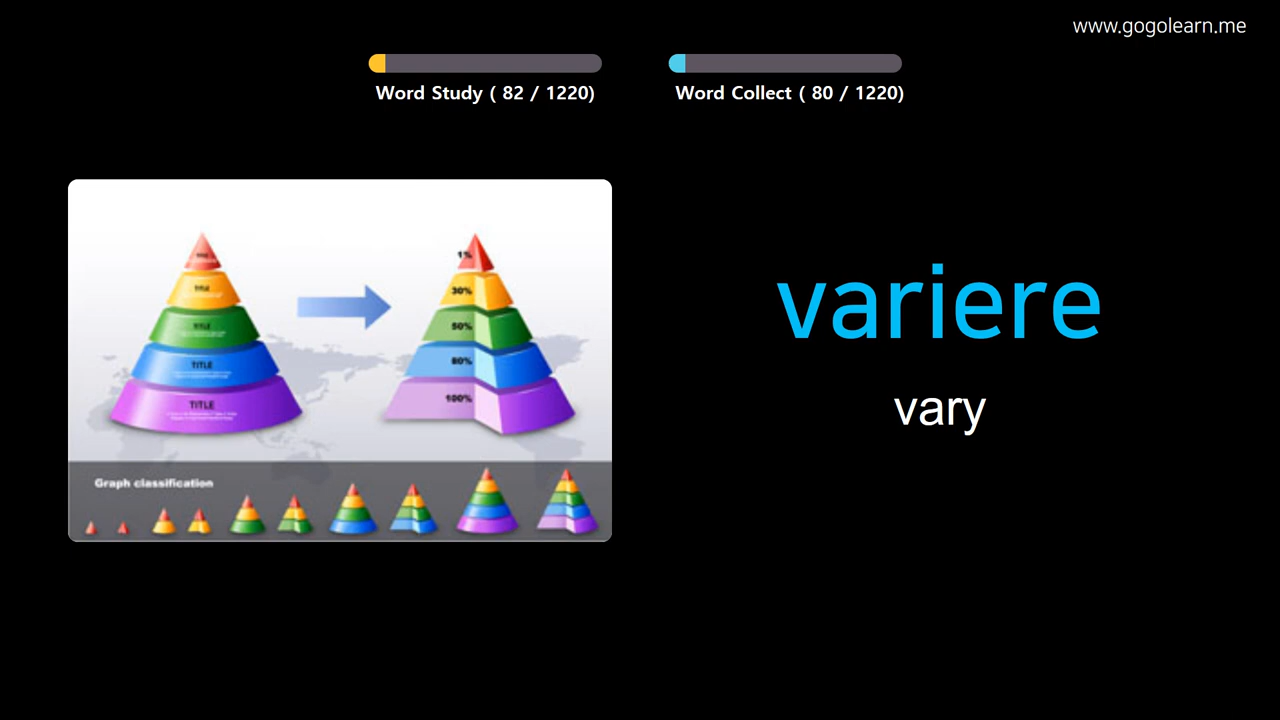 www.gogolearn.me
Word Study ( 82 / 1220)
Word Collect ( 80 / 1220)
TITLE
TITLE
TITLE
TITLE
1%
30%
50%
80%
100%
Graph classification
variere
vary